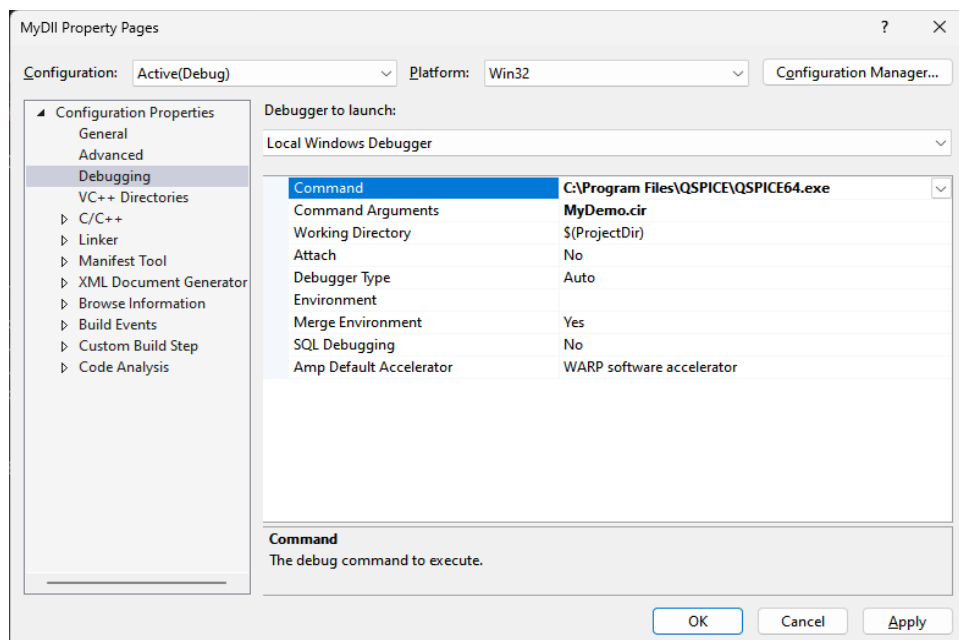 MyDll Property Pages
? ×
Configuration: Active(Debug) Platform: Win32 Configuration Manager...
Configuration Properties
General
Advanced
Debugging
VC++ Directories
C/C++
Linker
Manifest Tool
XML Document Generator
Browse Information
Build Events
Custom Build Step
Code Analysis
Debugger to launch:
Local Windows Debugger
Command C:\Program Files\QSPICE\QSPICE64.exe
Command Arguments MyDemo.cir
Working Directory $(ProjectDir)
Attach No
Debugger Type Auto
Environment
Merge Environment Yes
SQL Debugging No
Amp Default Accelerator WARP software accelerator
Command
The debug command to execute.
OK Cancel Apply